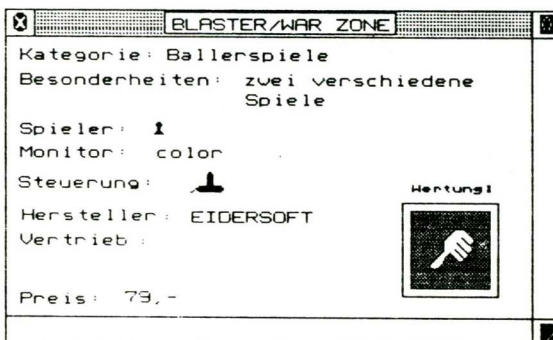 BLASTER/WAR ZONE
Kategorie: Ballerspiele
Besonderheiten: zwei verschiedene
Spiele
Spieler:
Monitor: color
Steuerung:
Wertung!
Hersteller: EIDERSOFT
Vertrieb:
Preis: 79,-